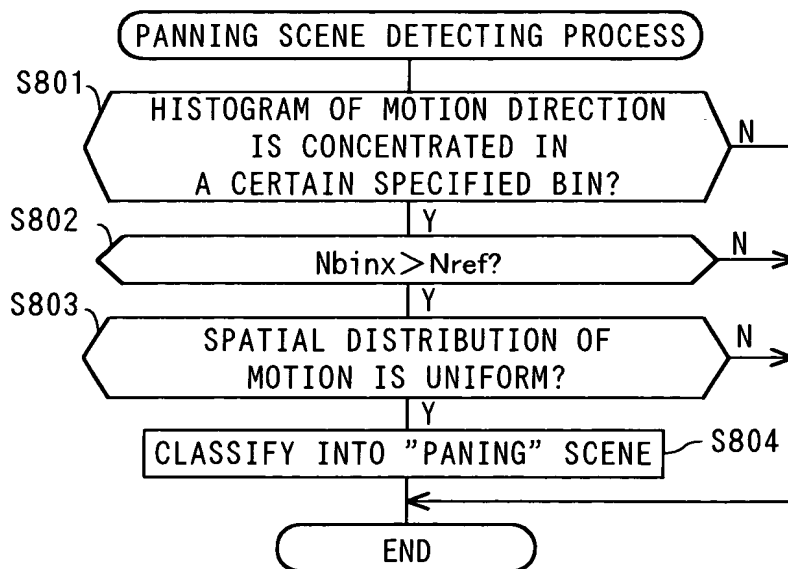 PANNING SCENE DETECTING PROCESS
S801
HISTOGRAM OF MOTION DIRECTION
IS CONCENTRATED IN
A CERTAIN SPECIFIED BIN?
N
Y
S802
Nbinx>Nref?
N
Y
S803
SPATIAL DISTRIBUTION OF
MOTION IS UNIFORM?
N
Y
CLASSIFY INTO ”PANING” SCENE
S804
END